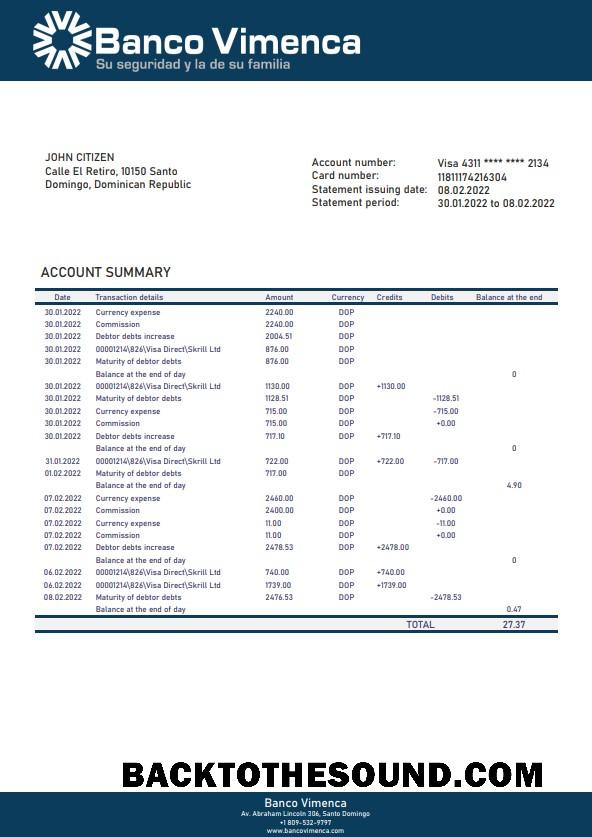 Banco Vimenca
Su seguridad y la de su familia
JOHN CITIZEN
Calle El Retiro, 10150 Santo
Domingo, Dominican Republic
Account number: Visa 4311 **** **** 2134
Card number: 11811174216304
Statement issuing date: 08.02.2022
Statement period: 30.01.2022 to 08.02.2022
ACCOUNT SUMMARY
Date Transaction details Amount Currency Credits Debits Balance at the end
30.01.2022 Currency expense 2240.00 DOP
30.01.2022 Commission 2240.00 DOP
30.01.2022 Debtor debts increase 2004.51 DOP
30.01.2022 00001214\826\Visa Direct\Skrill Ltd 876.00 DOP
30.01.2022 Maturity of debtor debts 876.00 DOP
Balance at the end of day 0
30.01.2022 00001214\826\Visa Direct\Skrill Ltd 1130.00 DOP +1130.00
30.01.2022 Maturity of debtor debts 1128.51 DOP -1128.51
30.01.2022 Currency expense 715.00 DOP -715.00
30.01.2022 Commission 715.00 DOP +0.00
30.01.2022 Debtor debts increase 717.10 DOP +717.10
Balance at the end of day 0
31.01.2022 00001214\826\Visa Direct\Skrill Ltd 722.00 DOP +722.00 -717.00
01.02.2022 Maturity of debtor debts 717.00 DOP
Balance at the end of day 4.90
07.02.2022 Currency expense 2460.00 DOP -2460.00
07.02.2022 Commission 2400.00 DOP +0.00
07.02.2022 Currency expense 11.00 DOP -11.00
07.02.2022 Commission 11.00 DOP +0.00
07.02.2022 Debtor debts increase 2478.53 DOP +2478.00
Balance at the end of day 0
06.02.2022 00001214\826\Visa Direct\Skrill Ltd 740.00 DOP +740.00
06.02.2022 00001214\826\Visa Direct\Skrill Ltd 1739.00 DOP +1739.00
08.02.2022 Maturity of debtor debts 2476.53 DOP -2478.53
Balance at the end of day 0.47
TOTAL 27.37
BACKTOTHESOUND.COM
Banco Vimenca
Av. Abraham Lincoln 306, Santo Domingo
+1 809-532-9797
www.bancovimenca.com